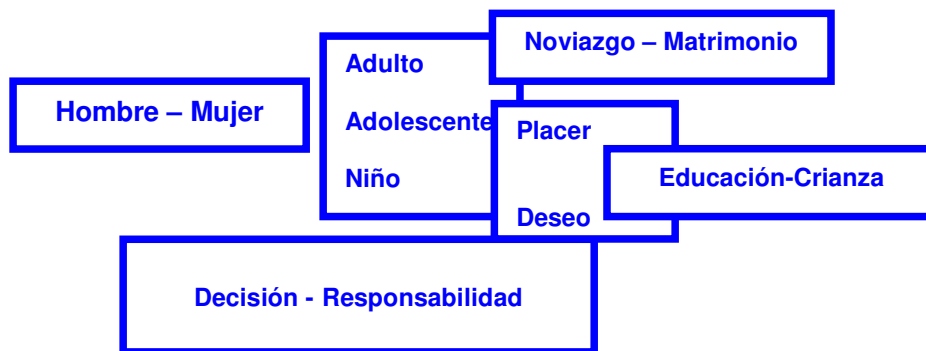 Noviazgo – Matrimonio
Adulto
Hombre – Mujer
Adolescente
Placer
Niño
Educación-Crianza
Deseo
Decisión - Responsabilidad